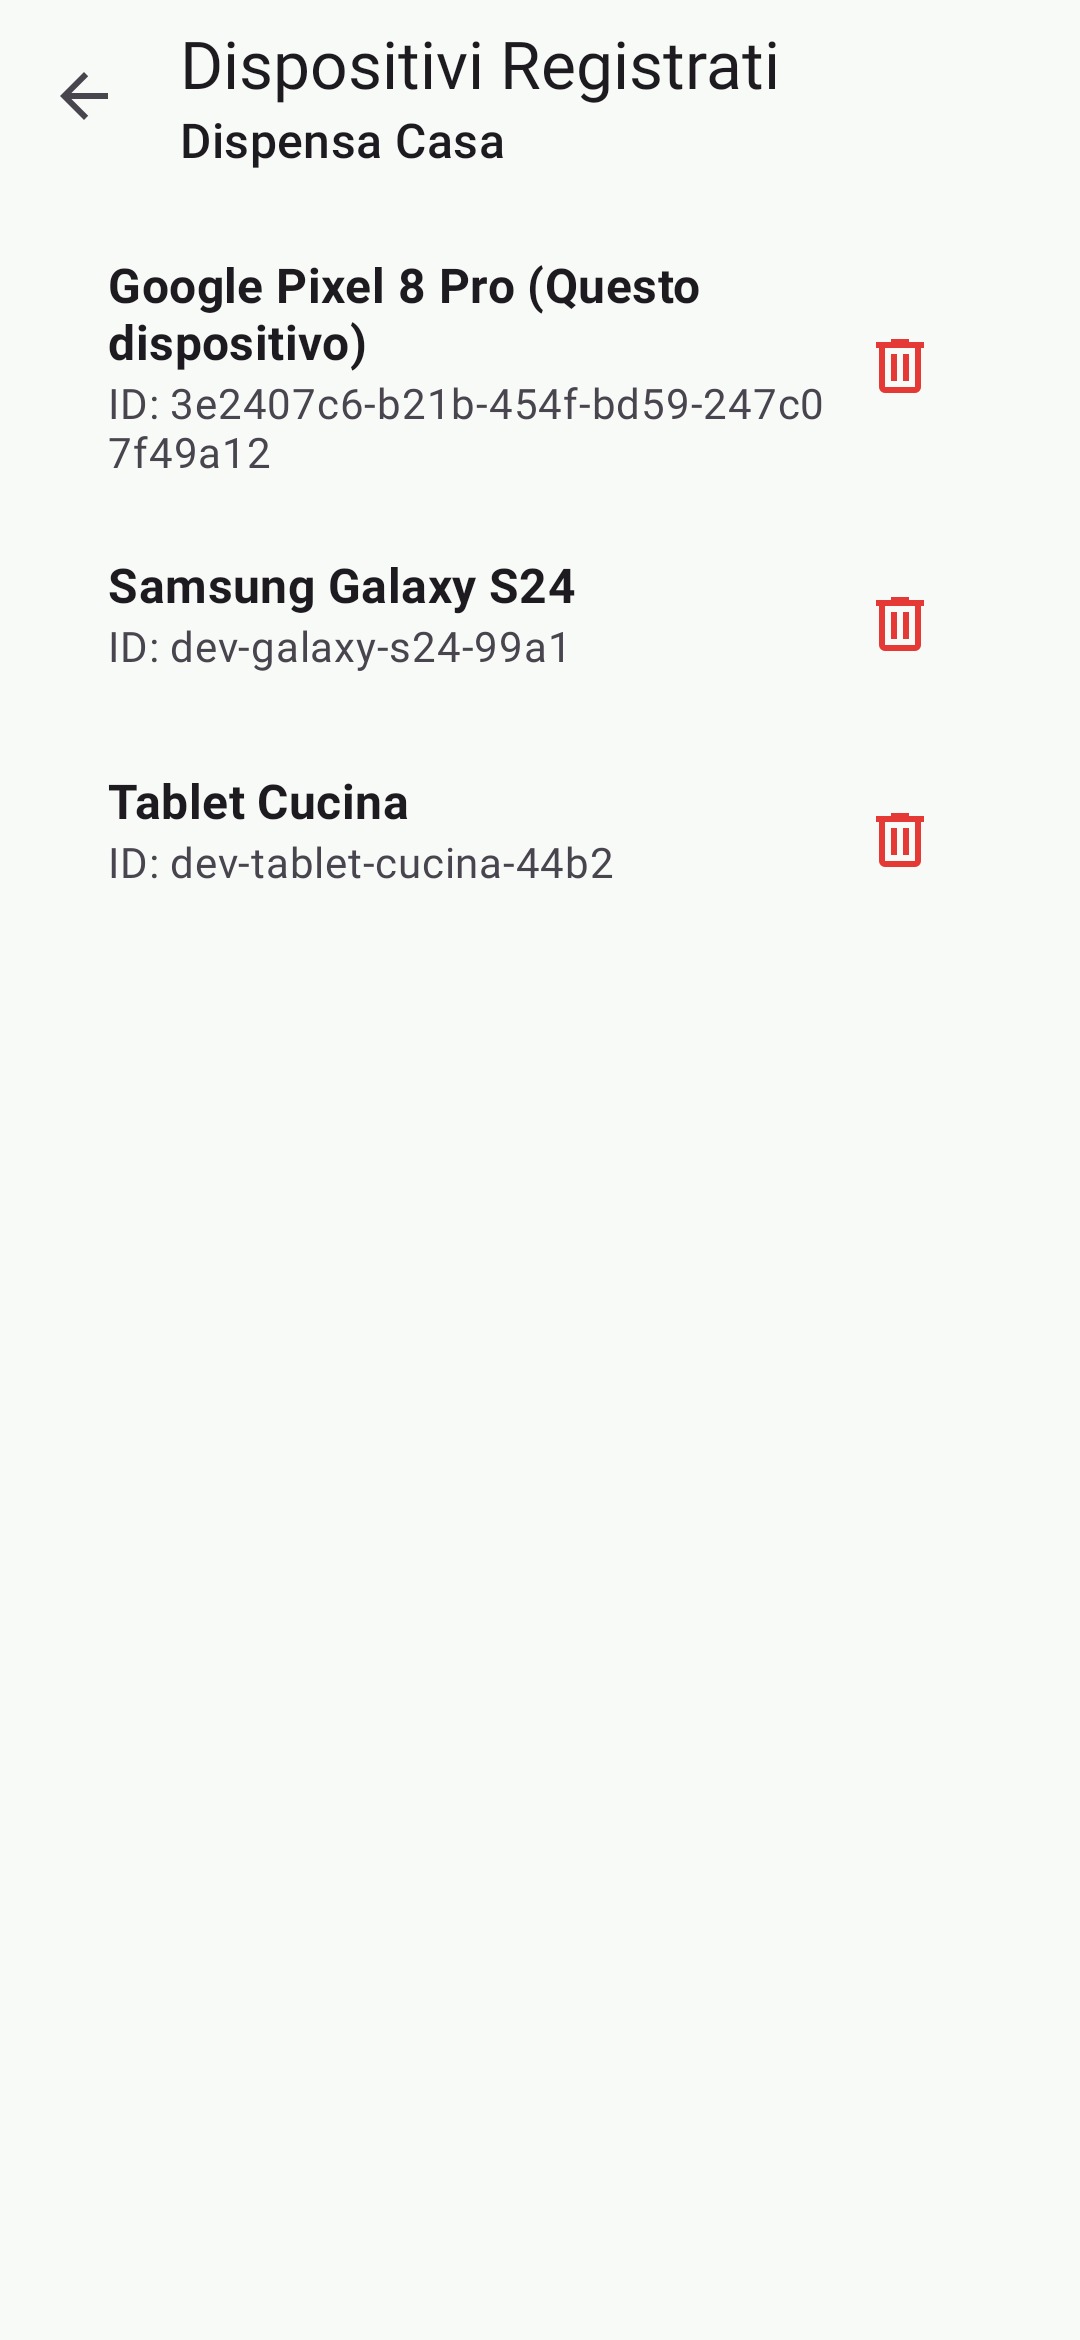 Dispositivi Registrati
Dispensa Casa
Google Pixel 8 Pro (Questo
dispositivo)
ID: 3e2407c6-b21b-454f-bd59-247c0
7f49a12
Samsung Galaxy S24
ID: dev-galaxy-s24-99a1
Tablet Cucina
ID: dev-tablet-cucina-44b2